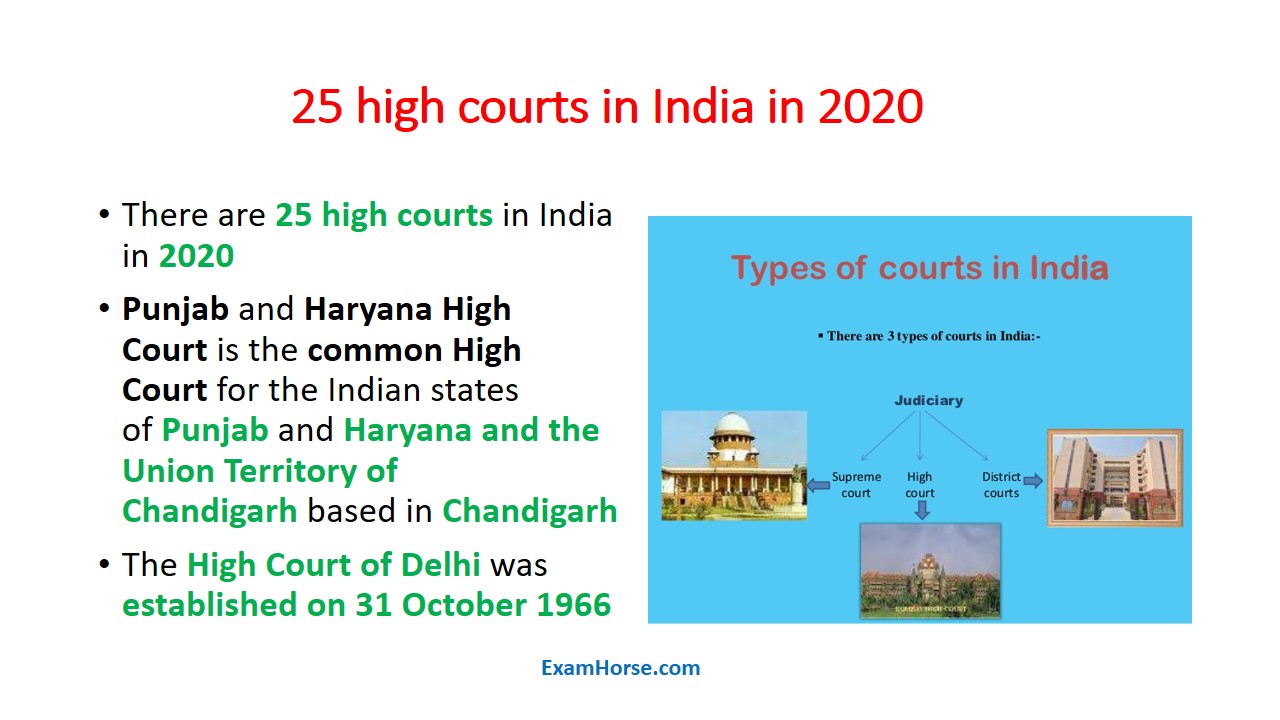 25 high courts in India in 2020
• There are 25 high courts in India
in 2020
• Punjab and Haryana High
Court is the common High
Court for the Indian states
of Punjab and Haryana and the
Union Territory of
Chandigarh based in Chandigarh
• The High Court of Delhi was
established on 31 October 1966
Types of courts in India
▪ There are 3 types of courts in India:-
Judiciary
Supreme
court
High
court
District
courts
BOMBAY HIGH COURT
ExamHorse.com